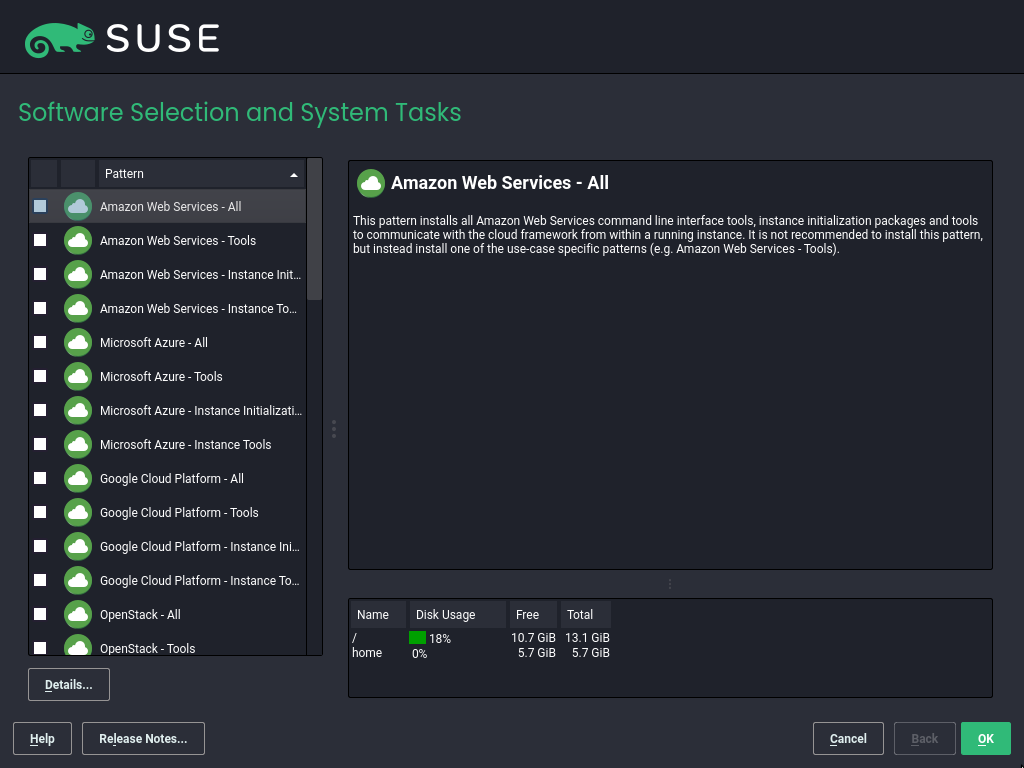 SUSE
Software Selection and System Tasks
Pattern
Amazon Web Services - All
Amazon Web Services - Tools
Amazon Web Services - Instance Init...
Amazon Web Services - Instance To...
Microsoft Azure - All
Microsoft Azure - Tools
Microsoft Azure - Instance Initializati...
Microsoft Azure - Instance Tools
Google Cloud Platform - All
Google Cloud Platform - Tools
Google Cloud Platform - Instance Ini...
Google Cloud Platform - Instance To...
OpenStack - All
OpenStack - Tools
Details...
Amazon Web Services - All
This pattern installs all Amazon Web Services command line interface tools, instance initialization packages and tools
to communicate with the cloud framework from within a running instance. It is not recommended to install this pattern,
but instead install one of the use-case specific patterns (e.g. Amazon Web Services - Tools).
Name Disk Usage Free Total
/ 18% 10.7 GiB 13.1 GiB
home 0% 5.7 GiB 5.7 GiB
Help Release Notes... Cancel Back OK